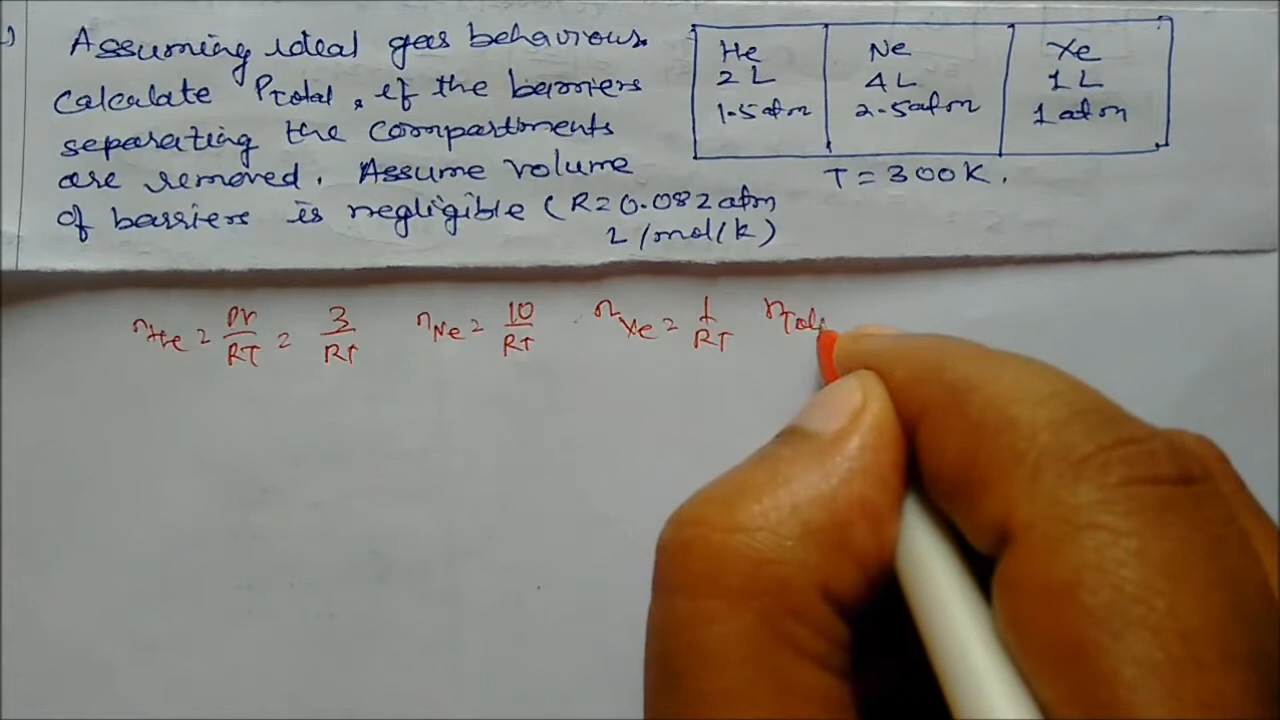 Assuming ideal gas behaviour.
Calculate Ptotal, if the barriers
separating the compartments
are removed. Assume volume
of barriers is negligible (R=0.082 atm
L/mol/k)
He Ne Xe
2 L 4 L 1 L
1.5 atm 2.5 atm 1 atm
T = 300 K.
nHe = PV/RT = 3/RT nNe = 10/RT nXe = 1/RT nTot